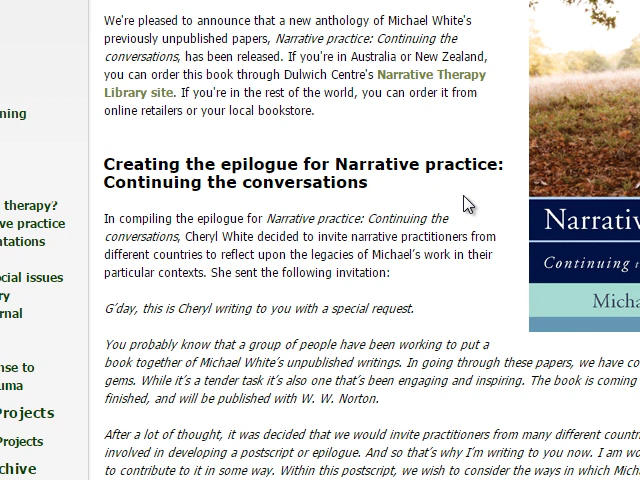 We're pleased to announce that a new anthology of Michael White's
previously unpublished papers, Narrative practice: Continuing the
conversations, has been released. If you're in Australia or New Zealand,
you can order this book through Dulwich Centre's Narrative Therapy
Library site. If you're in the rest of the world, you can order it from
online retailers or your local bookstore.
Creating the epilogue for Narrative practice:
Continuing the conversations
In compiling the epilogue for Narrative practice: Continuing the
conversations, Cheryl White decided to invite narrative practitioners from
different countries to reflect upon the legacies of Michael’s work in their
particular contexts. She sent the following invitation:
G’day, this is Cheryl writing to you with a special request.
You probably know that a group of people have been working to put a
book together of Michael White’s unpublished writings. In going through these papers, we have co
gems. While it’s a tender task it’s also one that’s been engaging and inspiring. The book is coming
finished, and will be published with W. W. Norton.
After a lot of thought, it was decided that we would invite practitioners from many different countri
involved in developing a postscript or epilogue. And so that’s why I’m writing to you now. I am wo
to contribute to it in some way. Within this postscript, we wish to consider the ways in which Micha
ning
therapy?
ve practice
ntations
ocial issues
ry
rnal
nse to
uma
Projects
Projects
chive
Narrativ
Continuing t
Micha